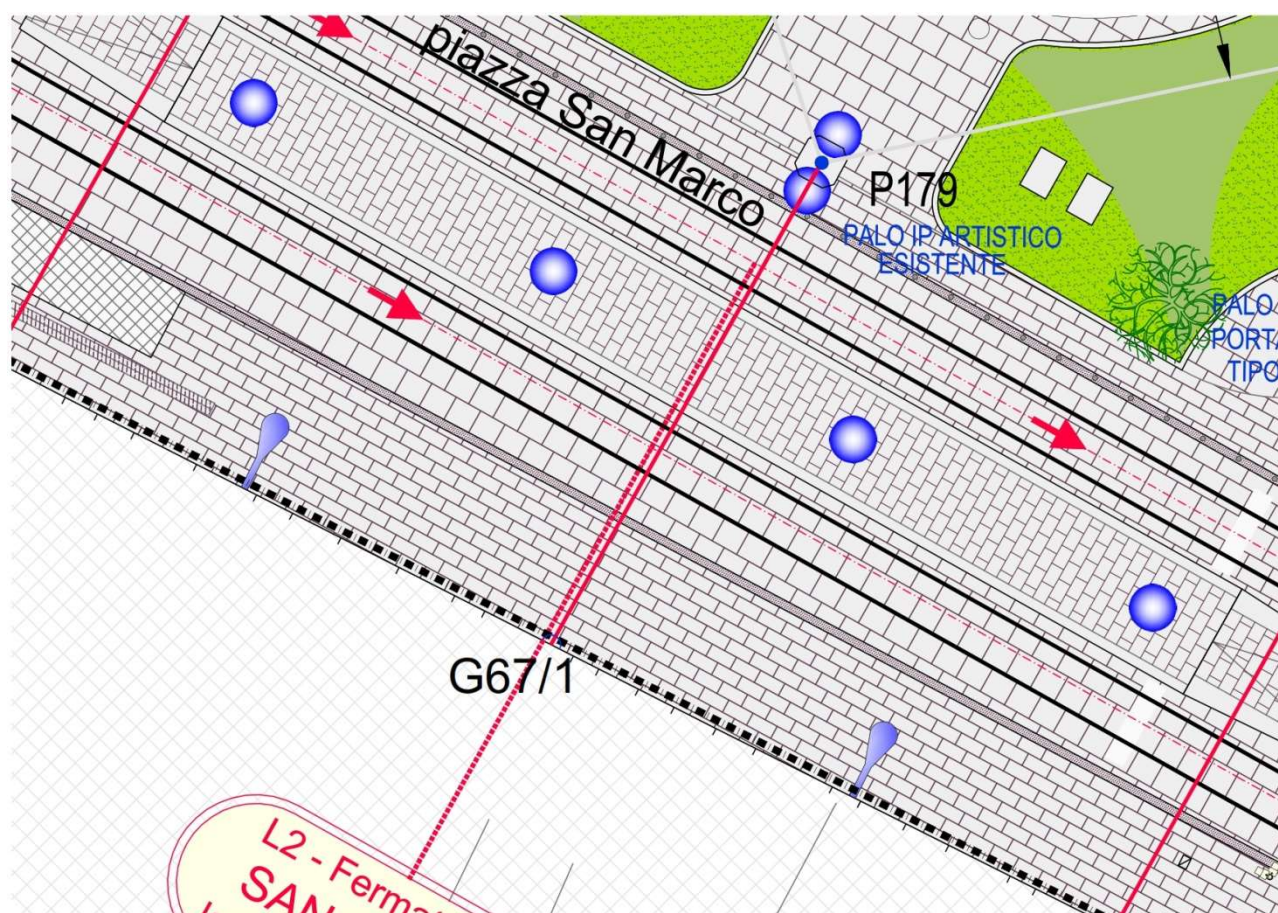 piazza San Marco
P179
PALO IP ARTISTICO
ESISTENTE
PALO
PORTA
TIPO
G67/1
L2 - Ferma
SAN